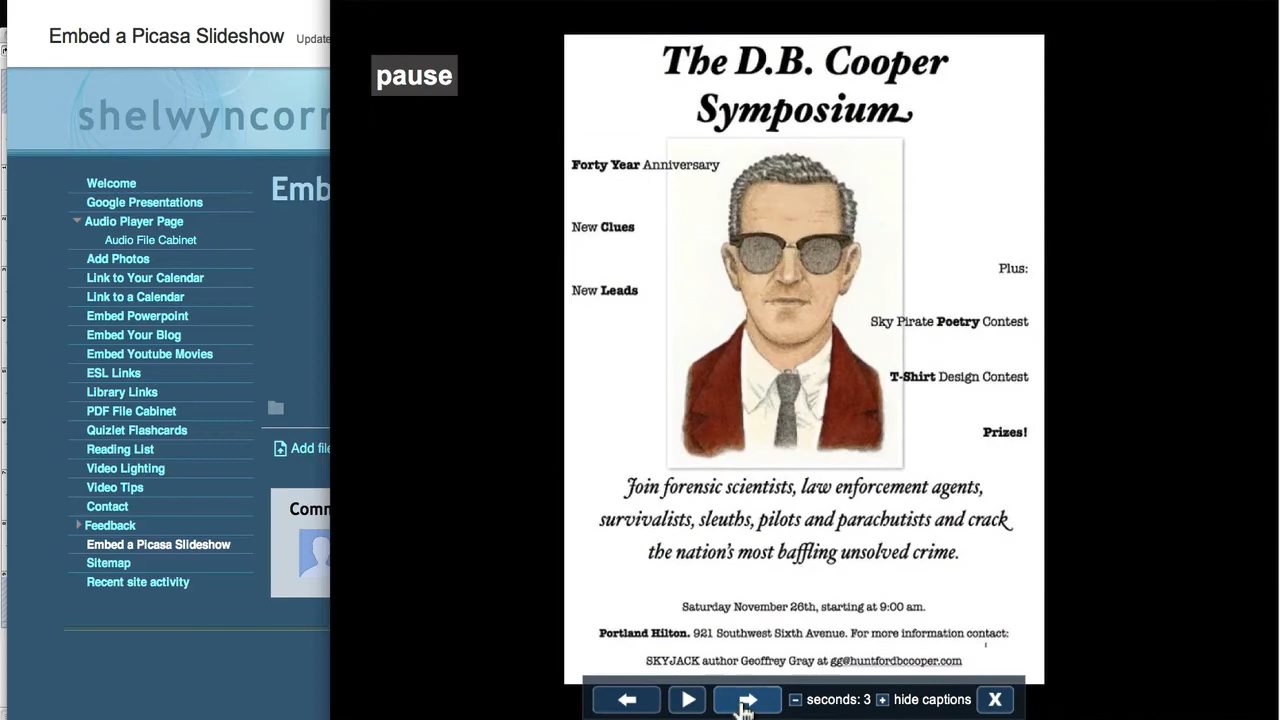 Embed a Picasa Slideshow Update
shelwyncorr
Welcome
Google Presentations
Audio Player Page
Audio File Cabinet
Add Photos
Link to Your Calendar
Link to a Calendar
Embed Powerpoint
Embed Your Blog
Embed Youtube Movies
ESL Links
Library Links
PDF File Cabinet
Quizlet Flashcards
Reading List
Video Lighting
Video Tips
Contact
Feedback
Embed a Picasa Slideshow
Sitemap
Recent site activity
Emb
Add file
Comm
pause
The D.B. Cooper
Symposium
Forty Year Anniversary
New Clues
New Leads
Plus:
Sky Pirate Poetry Contest
T-Shirt Design Contest
Prizes!
Join forensic scientists, law enforcement agents,
survivalists, sleuths, pilots and parachutists and crack
the nation's most baffling unsolved crime.
Saturday November 26th, starting at 9:00 am.
Portland Hilton. 921 Southwest Sixth Avenue. For more information contact:
SKYJACK author Geoffrey Gray at gg@huntfordbcooper.com
seconds: 3 hide captions X